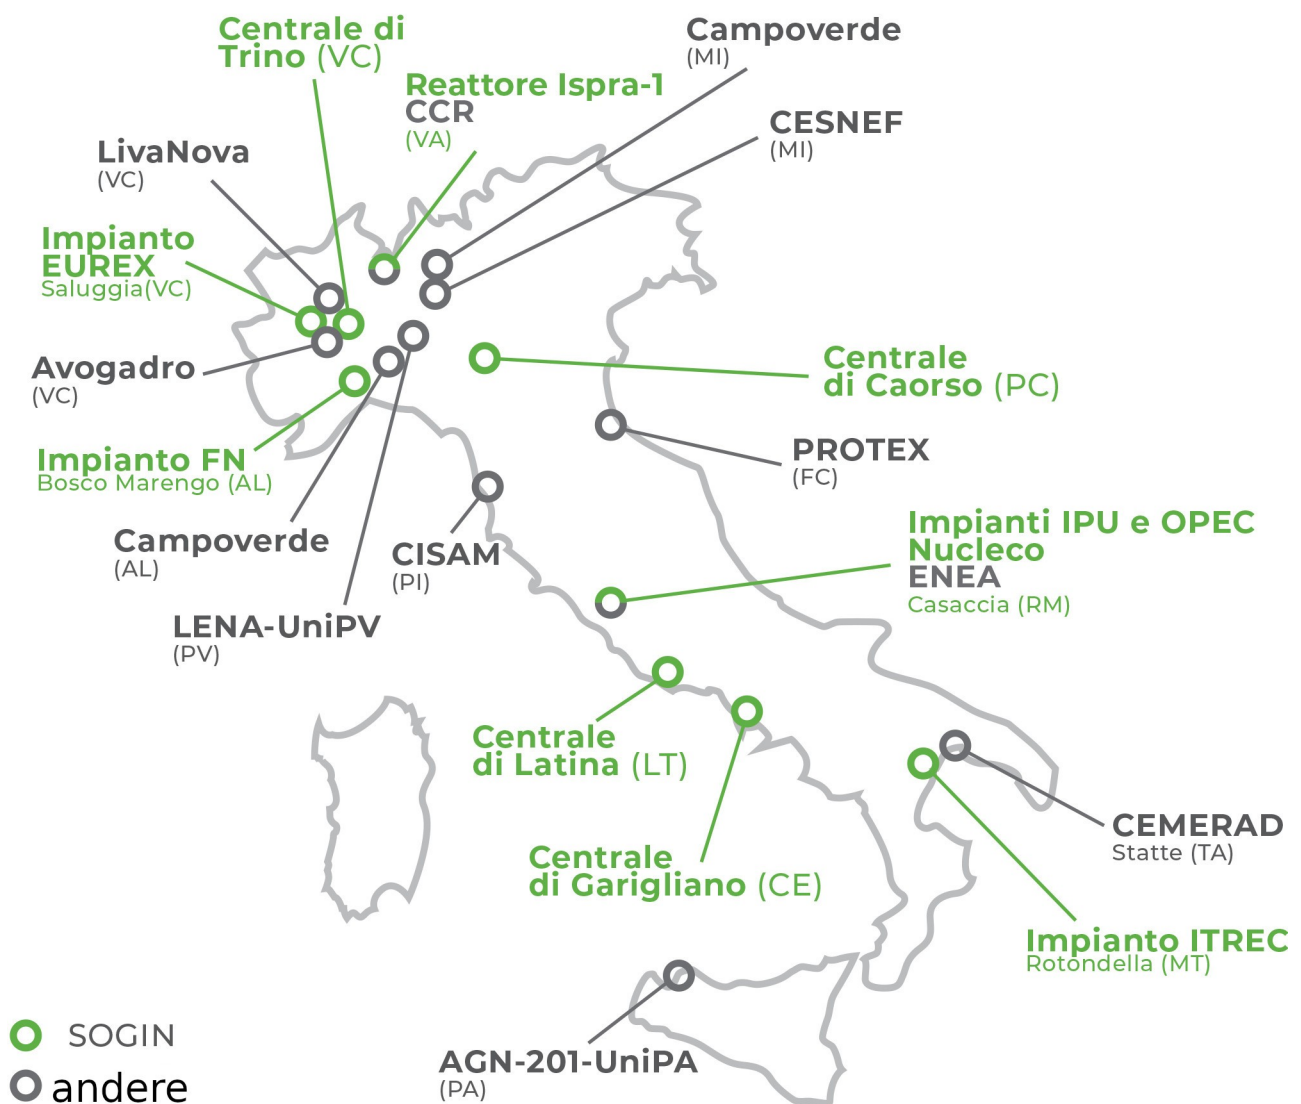 Centrale di
Trino (VC)
Campoverde
(MI)
Reattore Ispra-1
CCR
(VA)
CESNEF
(MI)
LivaNova
(VC)
Impianto
EUREX
Saluggia(VC)
Avogadro
(VC)
Centrale
di Caorso (PC)
Impianto FN
Bosco Marengo (AL)
PROTEX
(FC)
Campoverde
(AL)
CISAM
(PI)
Impianti IPU e OPEC
Nucleco
ENEA
Casaccia (RM)
LENA-UniPV
(PV)
Centrale
di Latina (LT)
CEMERAD
Statte (TA)
Centrale
di Garigliano (CE)
Impianto ITREC
Rotondella (MT)
AGN-201-UniPA
(PA)
SOGIN
andere